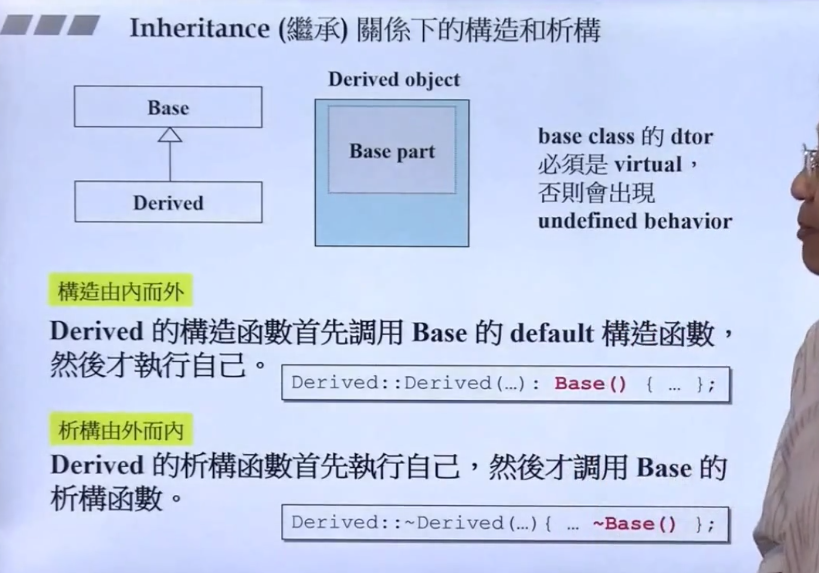 Inheritance (繼承) 關係下的構造和析構
Base
Derived
Derived object
Base part
base class 的 dtor
必須是 virtual，
否則會出現
undefined behavior
構造由內而外
Derived 的構造函數首先調用 Base 的 default 構造函數，
然後才執行自己。
Derived::Derived(…): Base() { … };
析構由外而內
Derived 的析構函數首先執行自己，然後才調用 Base 的
析構函數。
Derived::~Derived(…){ … ~Base() };